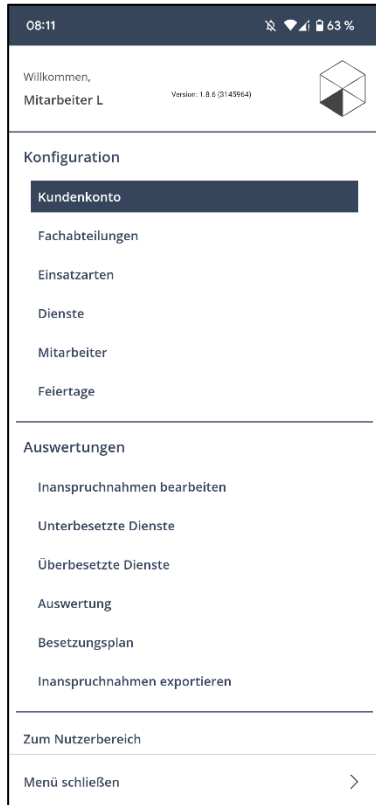 08:11
63 %
Willkommen,
Mitarbeiter L
Version: 1.8.6 (3145964)
Konfiguration
Kundenkonto
Fachabteilungen
Einsatzarten
Dienste
Mitarbeiter
Feiertage
Auswertungen
Inanspruchnahmen bearbeiten
Unterbesetzte Dienste
Überbesetzte Dienste
Auswertung
Besetzungsplan
Inanspruchnahmen exportieren
Zum Nutzerbereich
Menü schließen